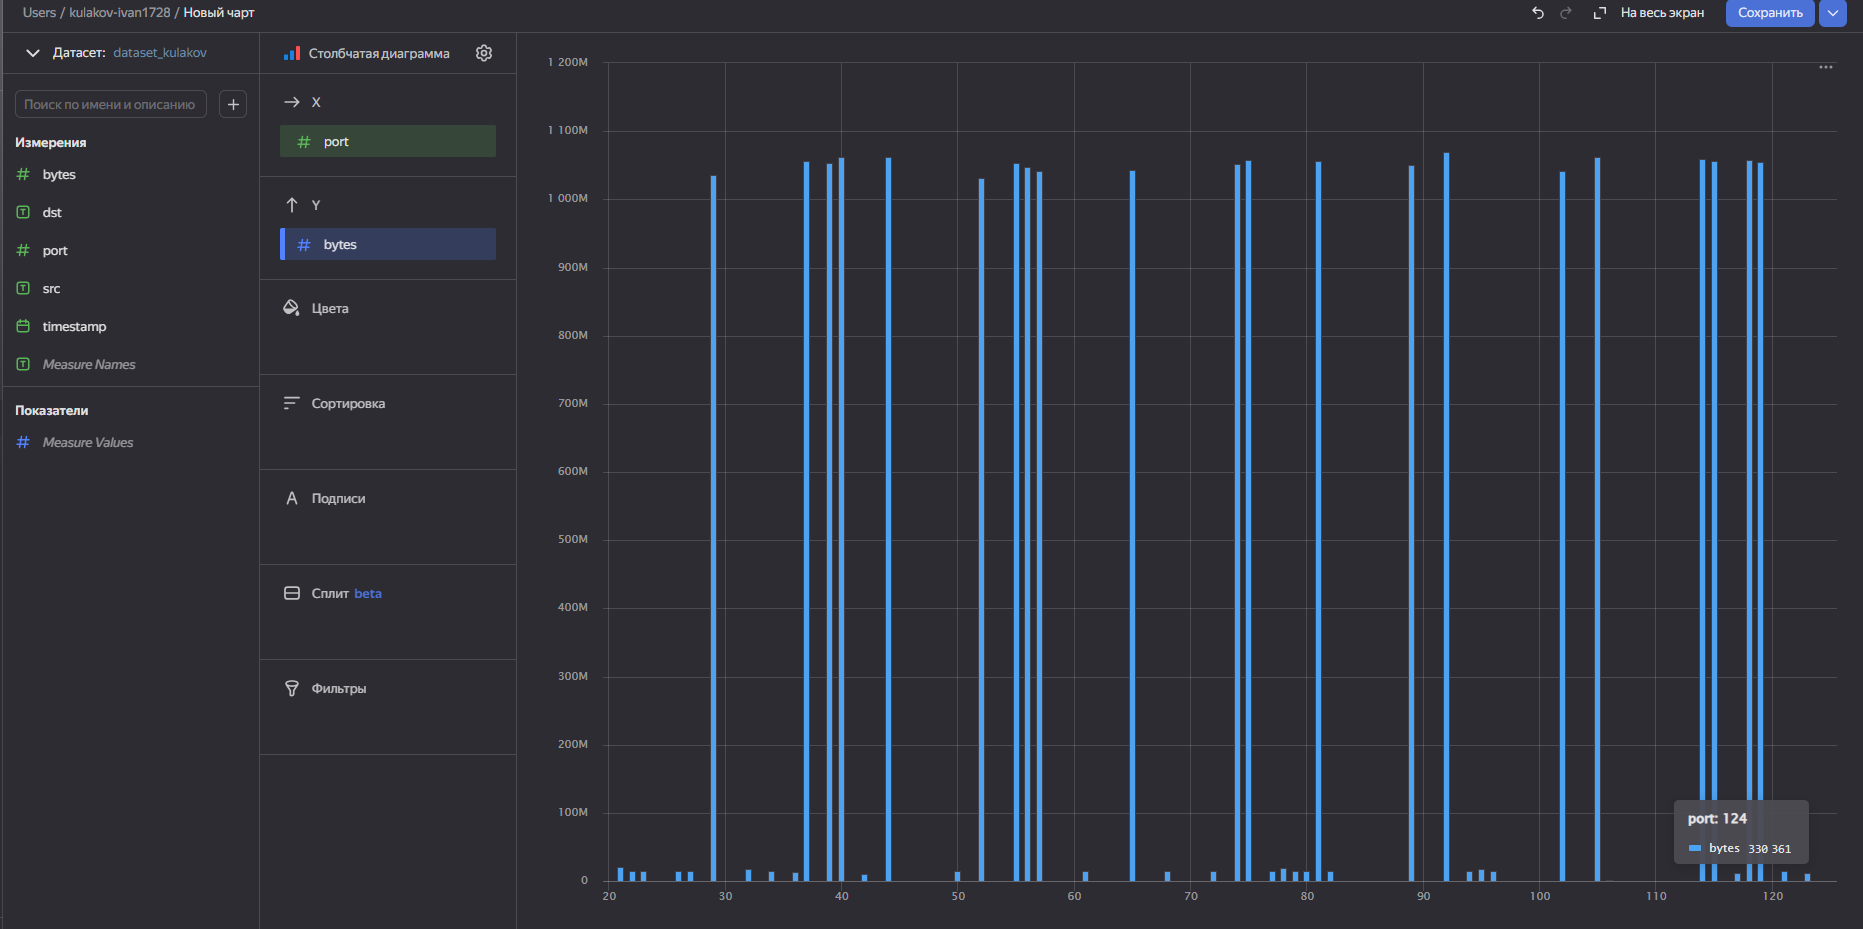 Users / kulakov-ivan1728 / Новый чарт
На весь экран
Сохранить
Датасет: dataset_kulakov
Поиск по имени и описанию
Измерения
bytes
dst
port
src
timestamp
Measure Names
Показатели
Measure Values
Столбчатая диаграмма
X
port
Y
bytes
Цвета
Сортировка
Подписи
Сплит beta
Фильтры
1 200M
1 100M
1 000M
900M
800M
700M
600M
500M
400M
300M
200M
100M
0
20 30 40 50 60 70 80 90 100 110 120
port: 124
bytes 330 361